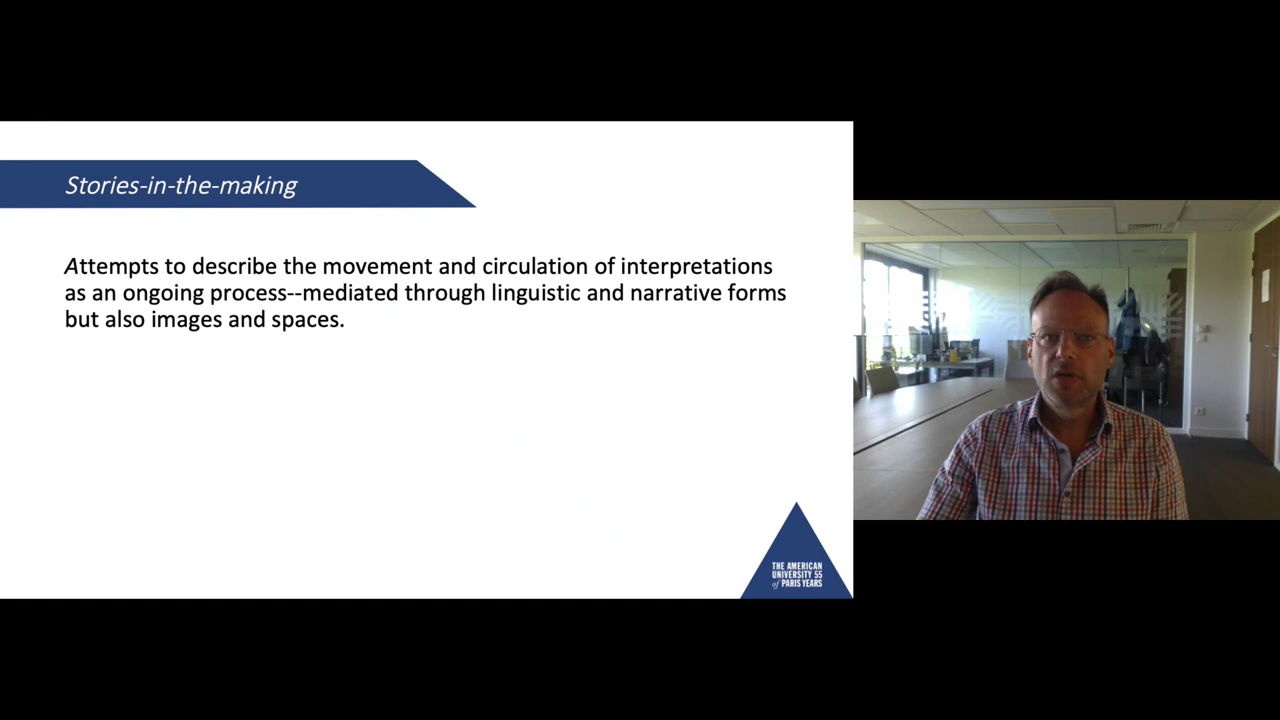 Stories-in-the-making
Attempts to describe the movement and circulation of interpretations
as an ongoing process--mediated through linguistic and narrative forms
but also images and spaces.
THE AMERICAN
UNIVERSITY 55
of PARIS YEARS